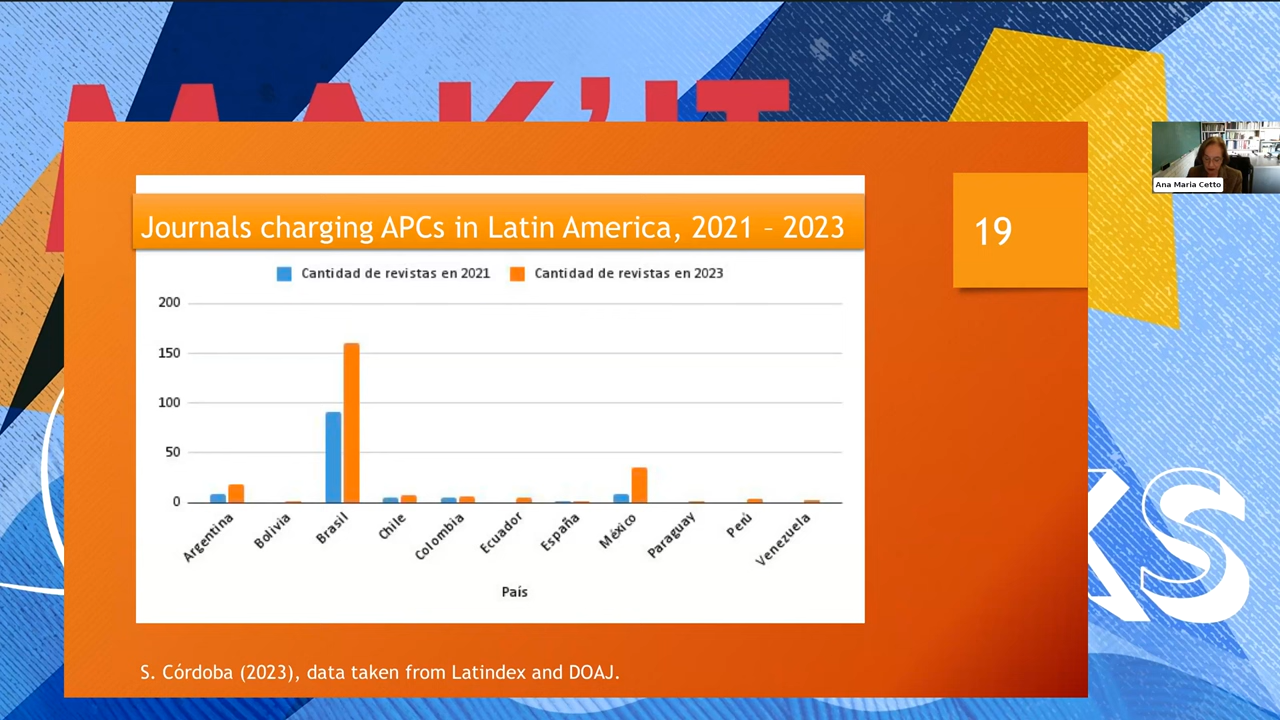 MAK'IT
Journals charging APCs in Latin America, 2021 – 2023
19
Ana Maria Cetto
Cantidad de revistas en 2021 Cantidad de revistas en 2023
200
150
100
50
0
Argentina
Bolivia
Brasil
Chile
Colombia
Ecuador
España
México
Paraguay
Perú
Venezuela
País
S. Córdoba (2023), data taken from Latindex and DOAJ.